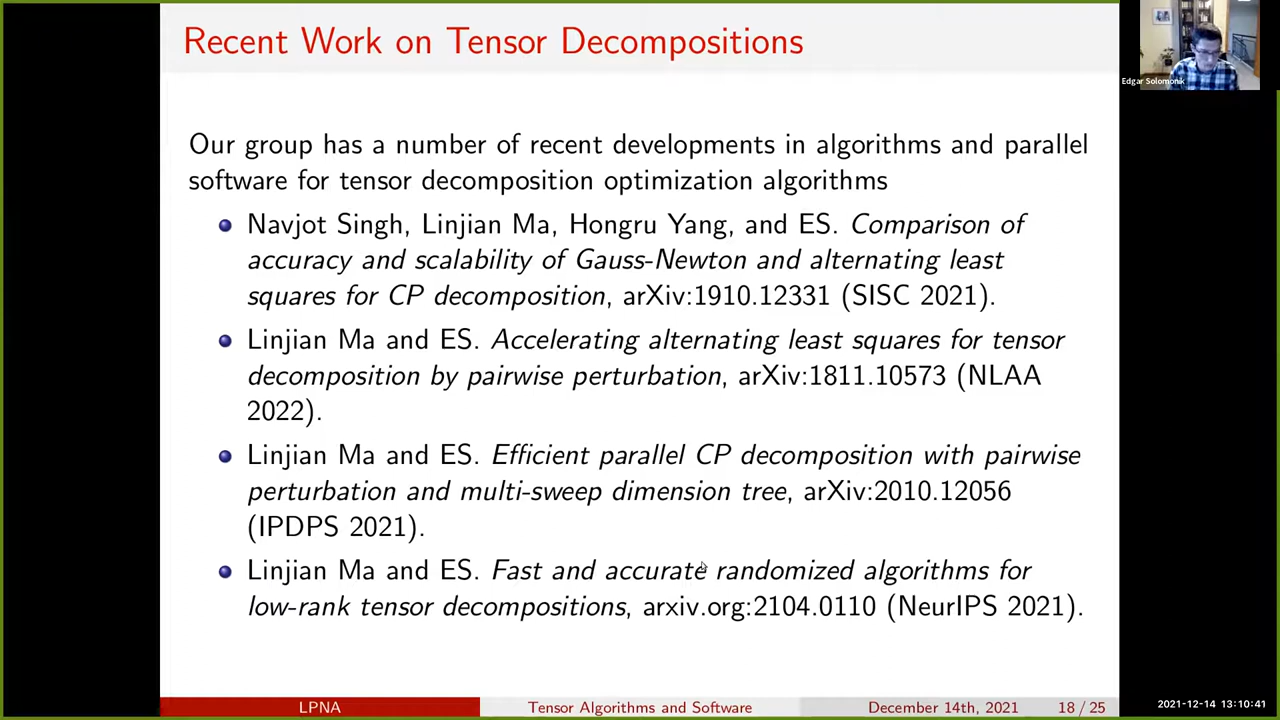 Recent Work on Tensor Decompositions
Edgar Solomonik
Our group has a number of recent developments in algorithms and parallel
software for tensor decomposition optimization algorithms
Navjot Singh, Linjian Ma, Hongru Yang, and ES. Comparison of
accuracy and scalability of Gauss-Newton and alternating least
squares for CP decomposition, arXiv:1910.12331 (SISC 2021).
Linjian Ma and ES. Accelerating alternating least squares for tensor
decomposition by pairwise perturbation, arXiv:1811.10573 (NLAA
2022).
Linjian Ma and ES. Efficient parallel CP decomposition with pairwise
perturbation and multi-sweep dimension tree, arXiv:2010.12056
(IPDPS 2021).
Linjian Ma and ES. Fast and accurate randomized algorithms for
low-rank tensor decompositions, arxiv.org:2104.0110 (NeurIPS 2021).
LPNA
Tensor Algorithms and Software
December 14th, 2021
18 / 25
2021-12-14 13:10:41